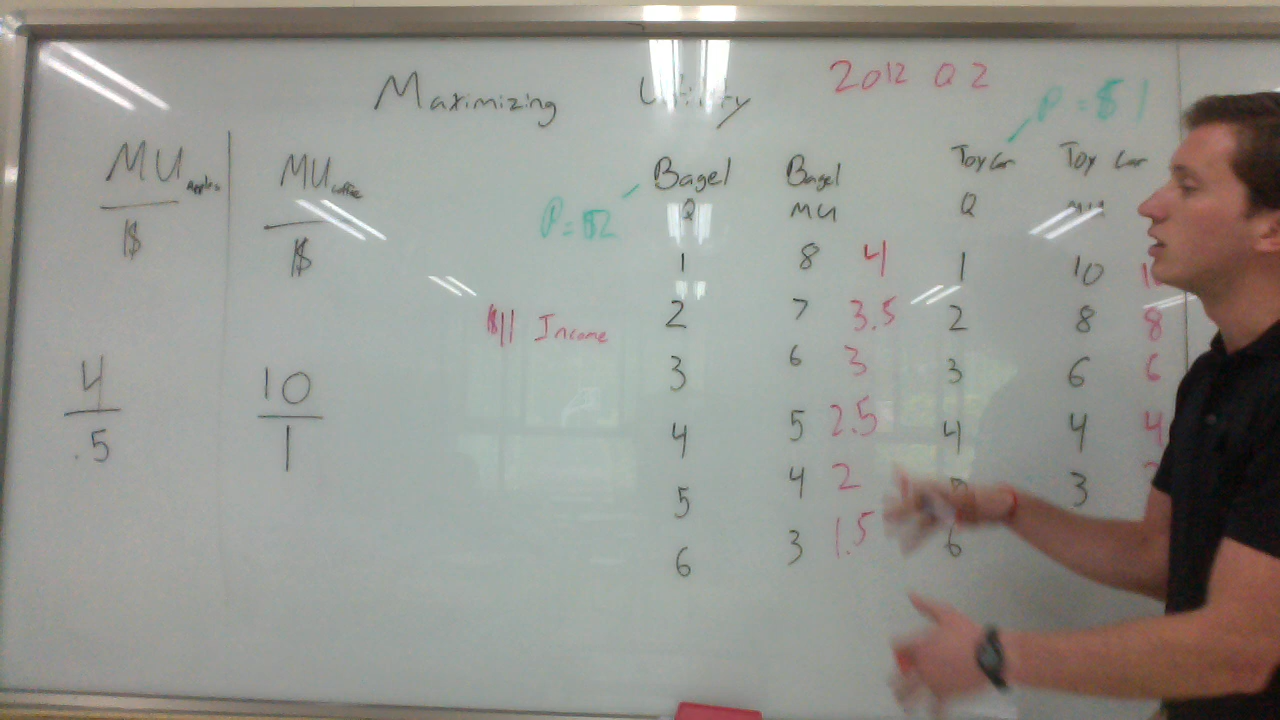 Maximizing Utility
2012 Q2
P = $1
MU Apples
$
MU Coffee
$
4
.5
10
1
$11 Income
P = $2
Bagel Bagel Toy Car Toy Car
Q MU Q MU
1 8 4 1 10
2 7 3.5 2 8 8
3 6 3 3 6 6
4 5 2.5 4 4 4
5 4 2 3
6 3 1.5 6